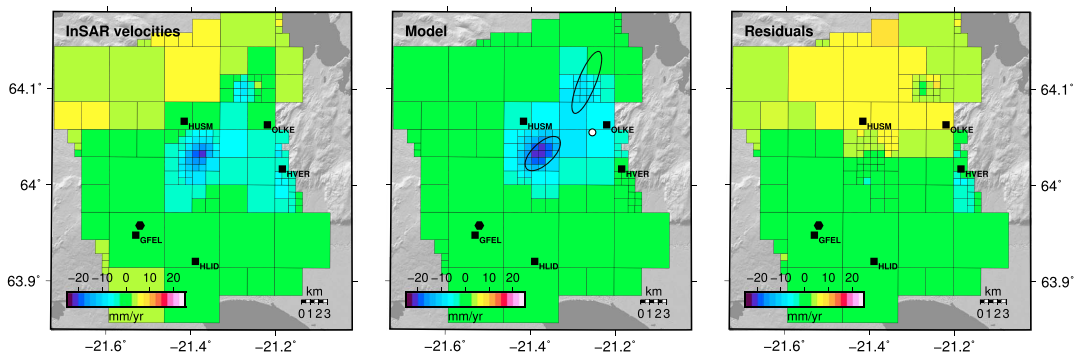 InSAR velocities
Model
Residuals
64.1°
64°
63.9°
HUSM
OLKE
HVER
GFEL
HLID
−20 −10 0 10 20
mm/yr
km
0 1 2 3
HUSM
OLKE
HVER
GFEL
HLID
−20 −10 0 10 20
mm/yr
km
0 1 2 3
HUSM
OLKE
HVER
GFEL
HLID
−20 −10 0 10 20
mm/yr
km
0 1 2 3
64.1°
64°
63.9°
−21.6° −21.4° −21.2°
−21.6° −21.4° −21.2°
−21.6° −21.4° −21.2°